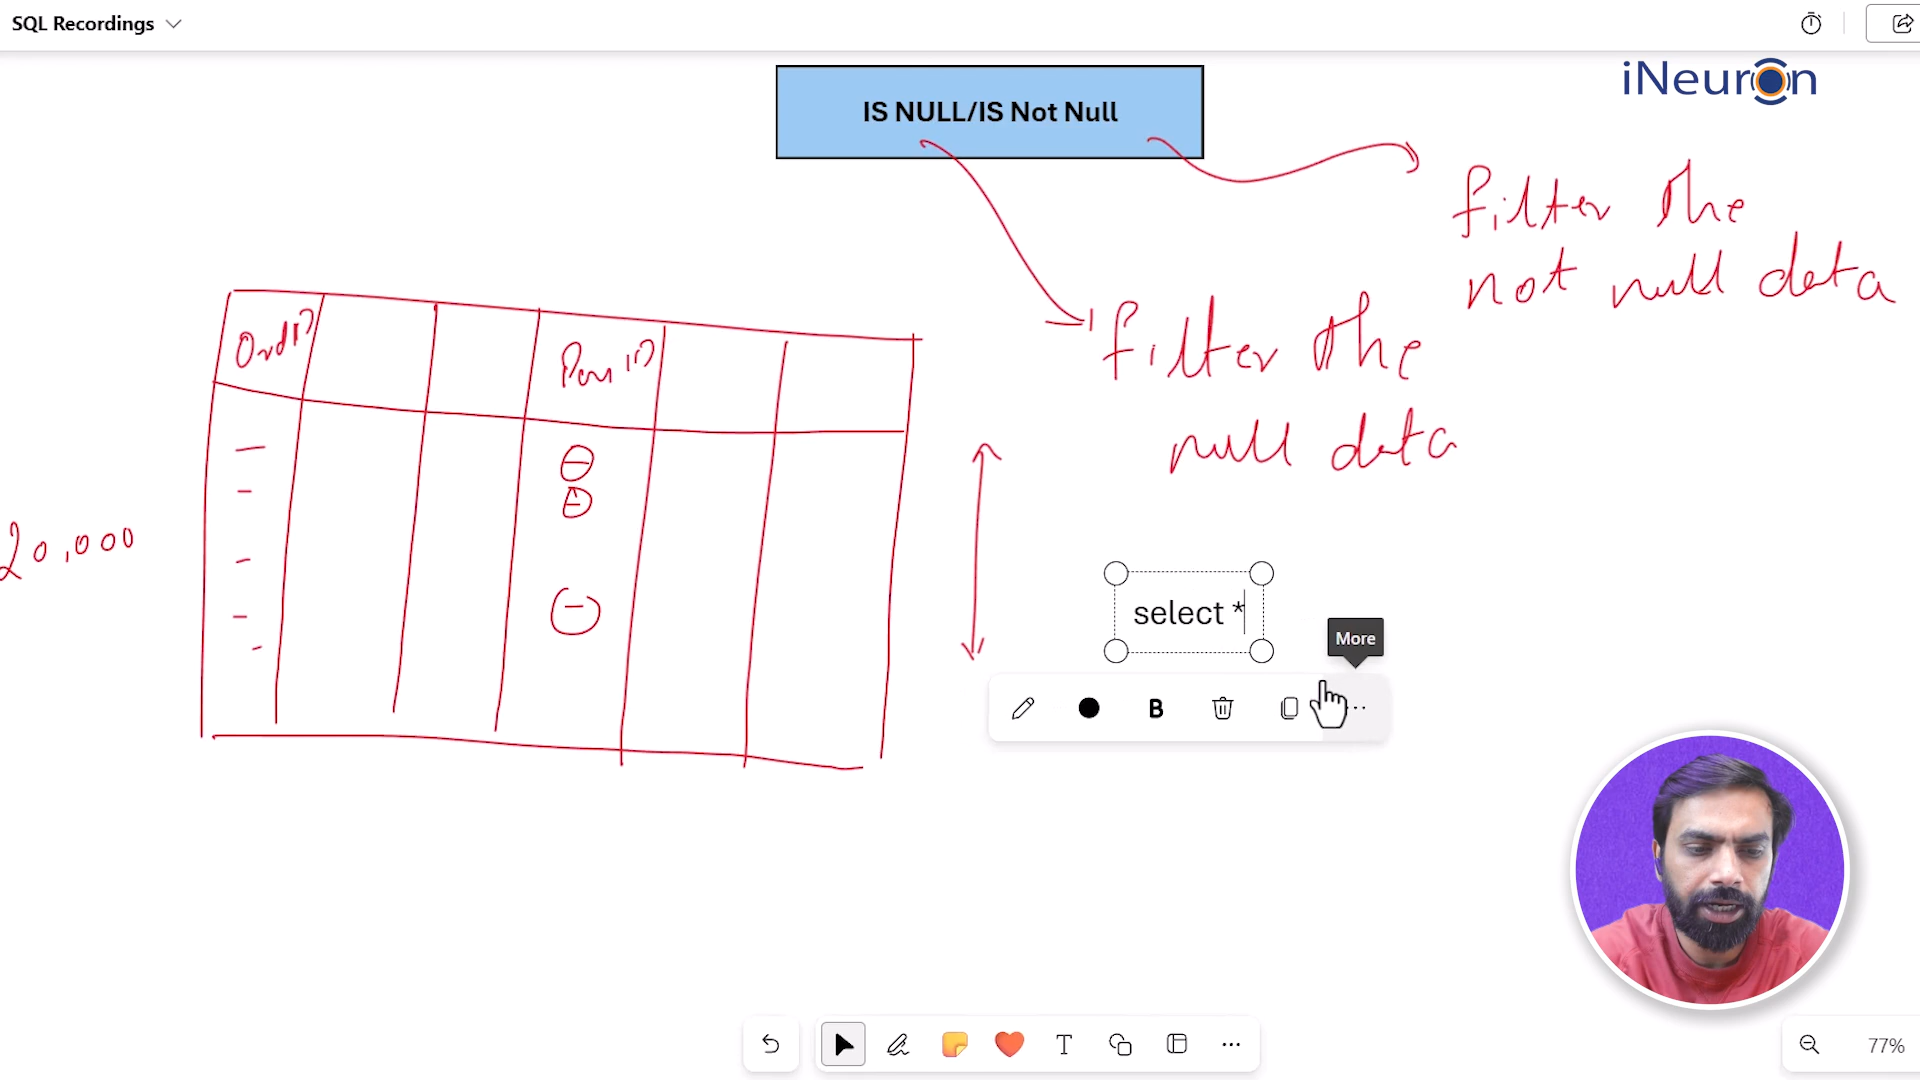 SQL Recordings
iNeuron
IS NULL/IS Not Null
filter the
not null data
filter the
null data
20,000
select *
More
B
T
77%